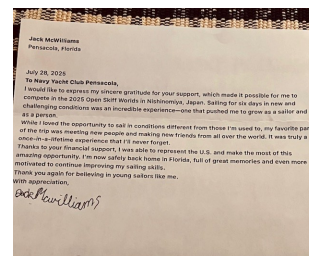 Jack McWilliams
Pensacola, Florida
July 28, 2025
To Navy Yacht Club Pensacola,
I would like to express my sincere gratitude for your support, which made it possible for me to
compete in the 2025 Open Skiff Worlds in Nishinomiya, Japan. Sailing for six days in new and
challenging conditions was an incredible experience—one that pushed me to grow as a sailor and
as a person.
While I loved the opportunity to sail in conditions different from those I'm used to, my favorite par
of the trip was meeting new people and making new friends from all over the world. It was truly a
once-in-a-lifetime experience that I'll never forget.
Thanks to your financial support, I was able to represent the U.S. and make the most of this
amazing opportunity. I'm now safely back home in Florida, full of great memories and even more
motivated to continue improving my sailing skills.
Thank you again for believing in young sailors like me.
With appreciation,
Jack Mcwilliams